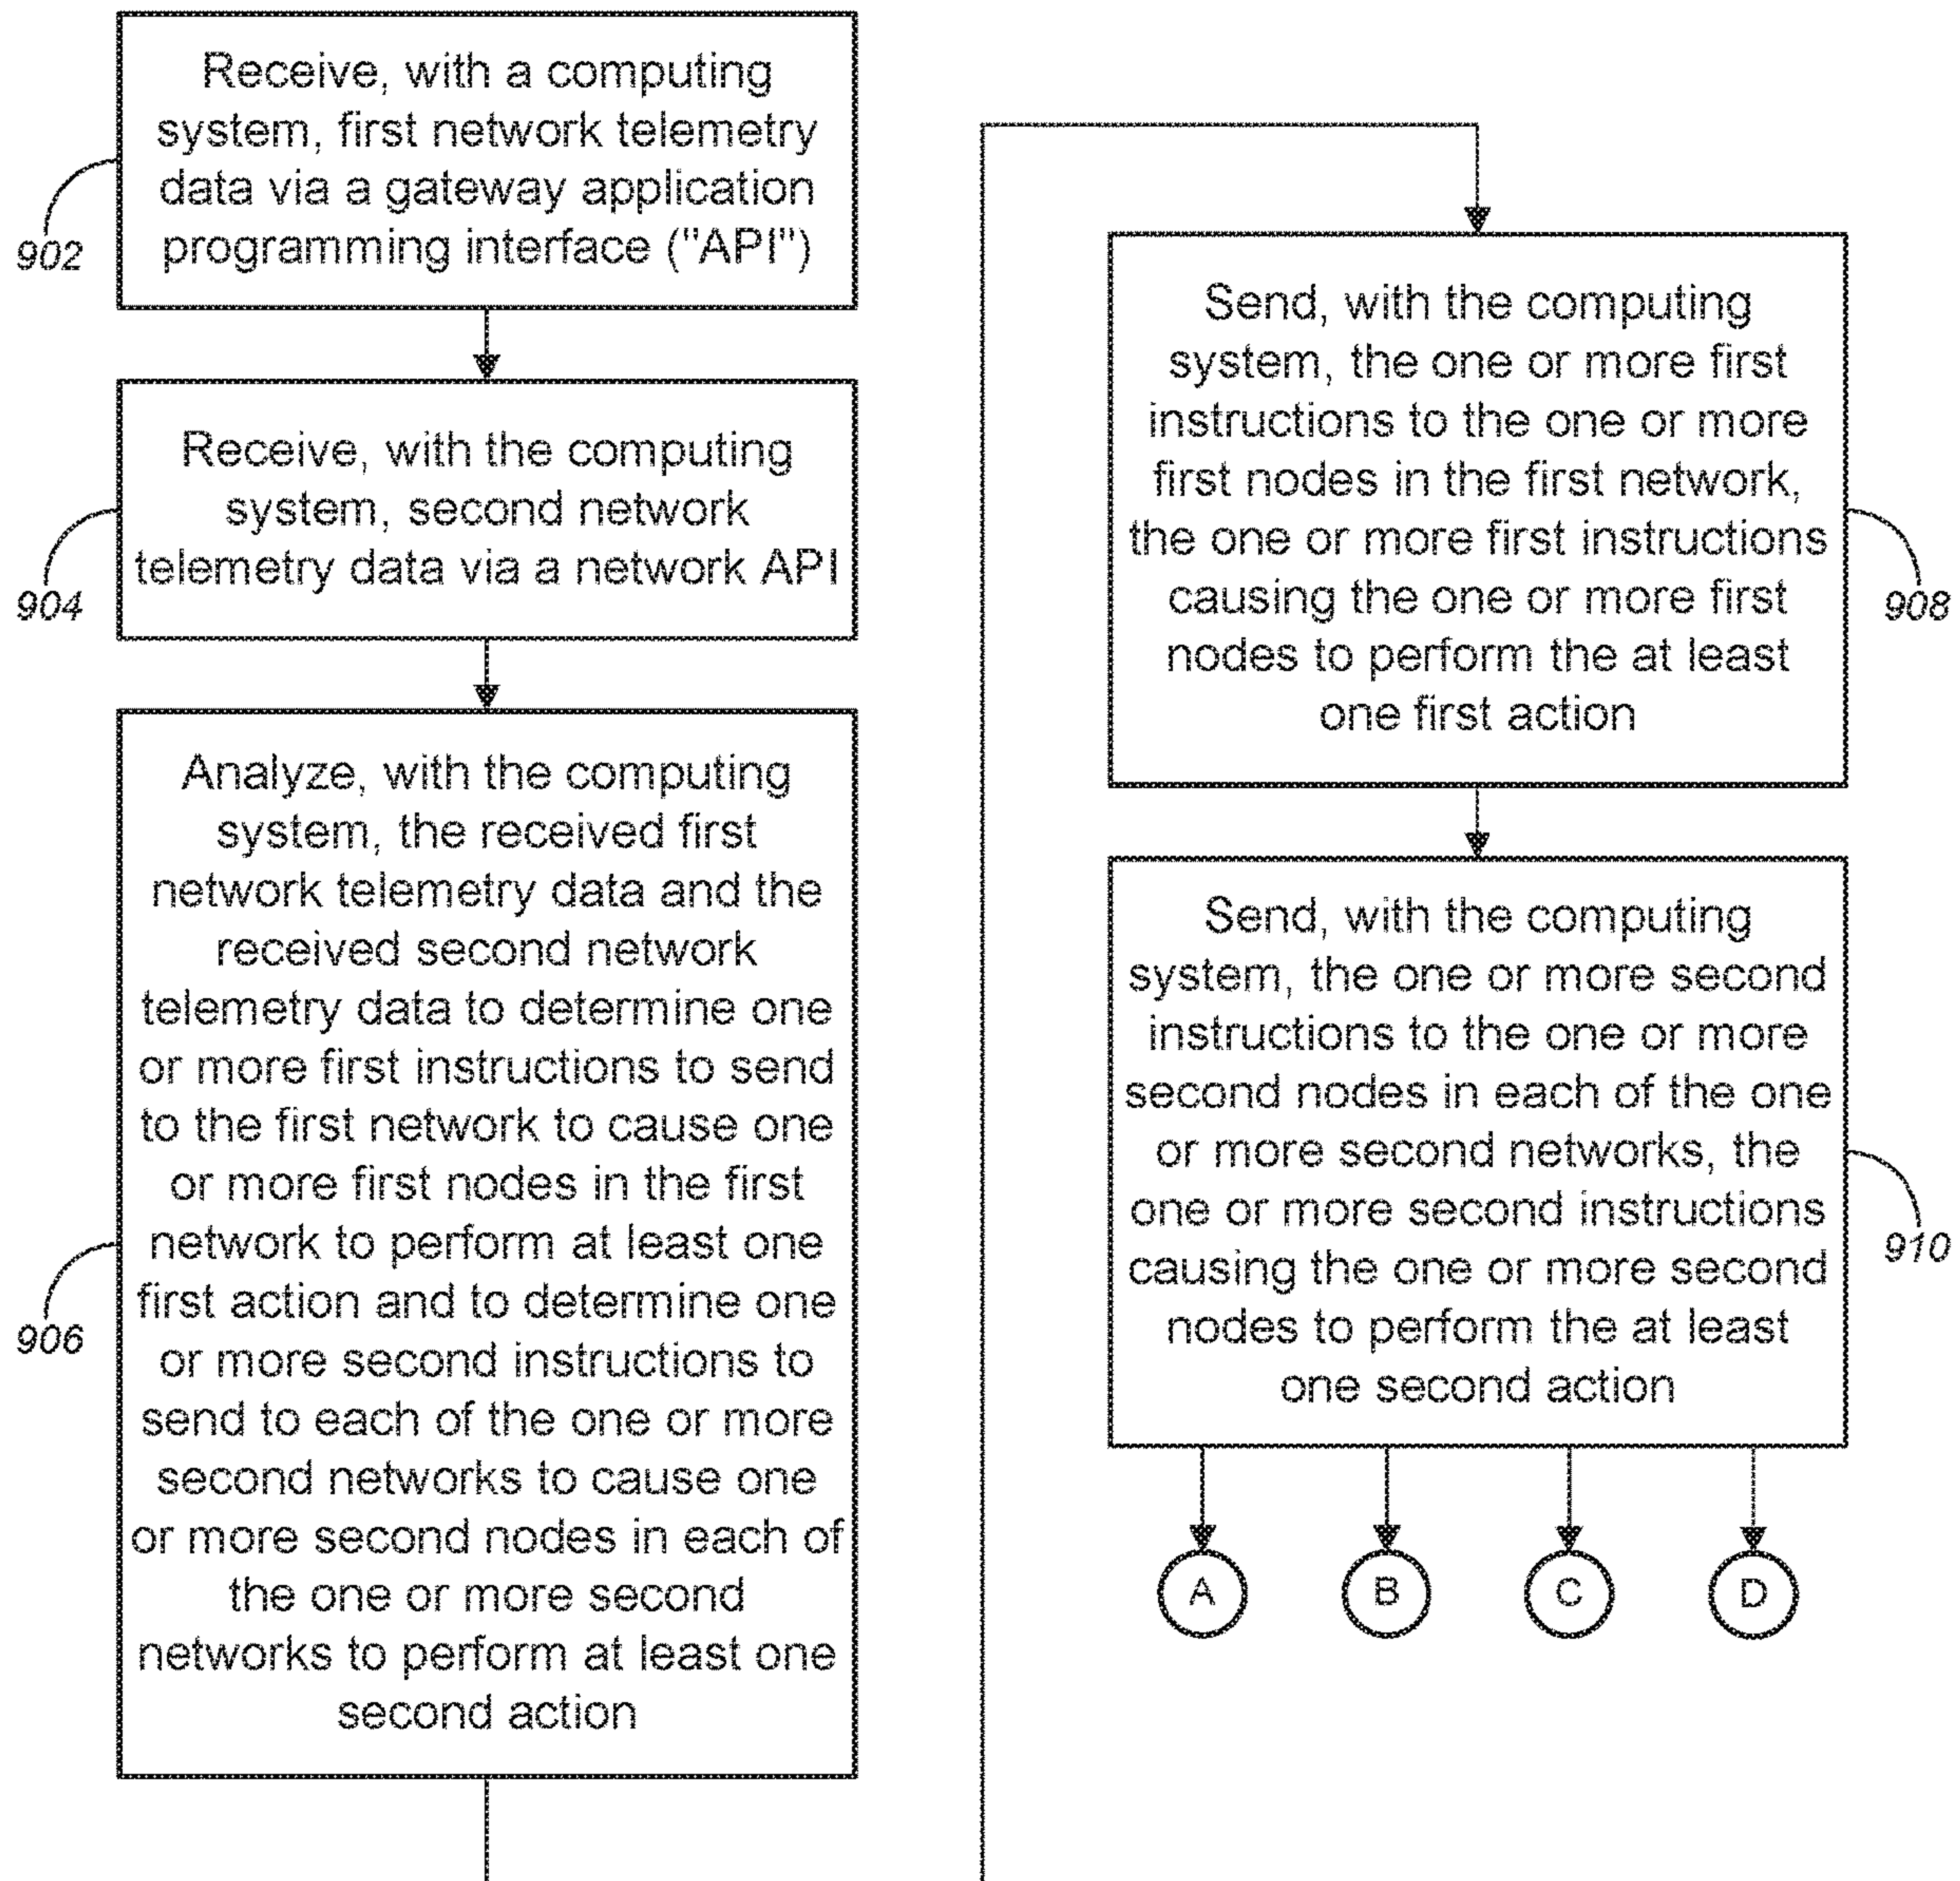 Receive, with a computing
system, first network telemetry
data via a gateway application
programming interface ("API")
902
Receive, with the computing
system, second network
telemetry data via a network API
904
Analyze, with the computing
system, the received first
network telemetry data and the
received second network
telemetry data to determine one
or more first instructions to send
to the first network to cause one
or more first nodes in the first
network to perform at least one
first action and to determine one
or more second instructions to
send to each of the one or more
second networks to cause one
or more second nodes in each of
the one or more second
networks to perform at least one
second action
906
Send, with the computing
system, the one or more first
instructions to the one or more
first nodes in the first network,
the one or more first instructions
causing the one or more first
nodes to perform the at least
one first action
908
Send, with the computing
system, the one or more second
instructions to the one or more
second nodes in each of the one
or more second networks, the
one or more second instructions
causing the one or more second
nodes to perform the at least
one second action
910
A
B
C
D